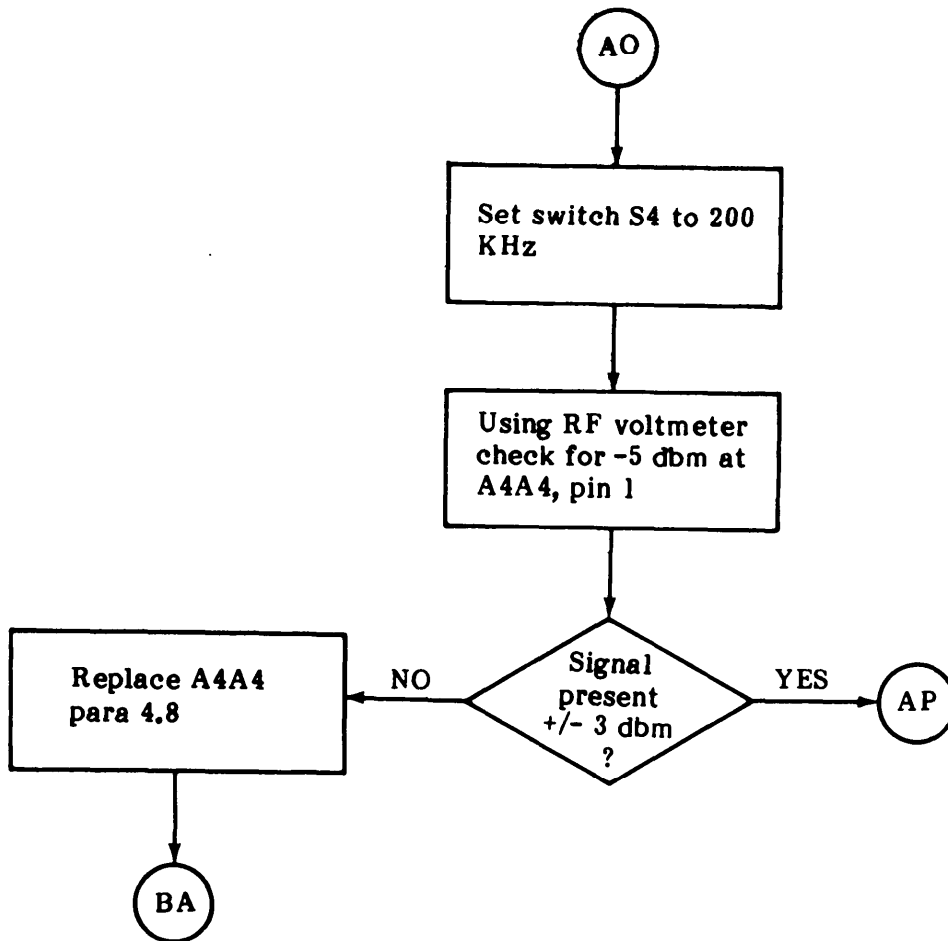 AO
Set switch S4 to 200
KHz
Using RF voltmeter
check for -5 dbm at
A4A4, pin 1
Signal
present
+/- 3 dbm
?
NO
YES
Replace A4A4
para 4.8
AP
BA